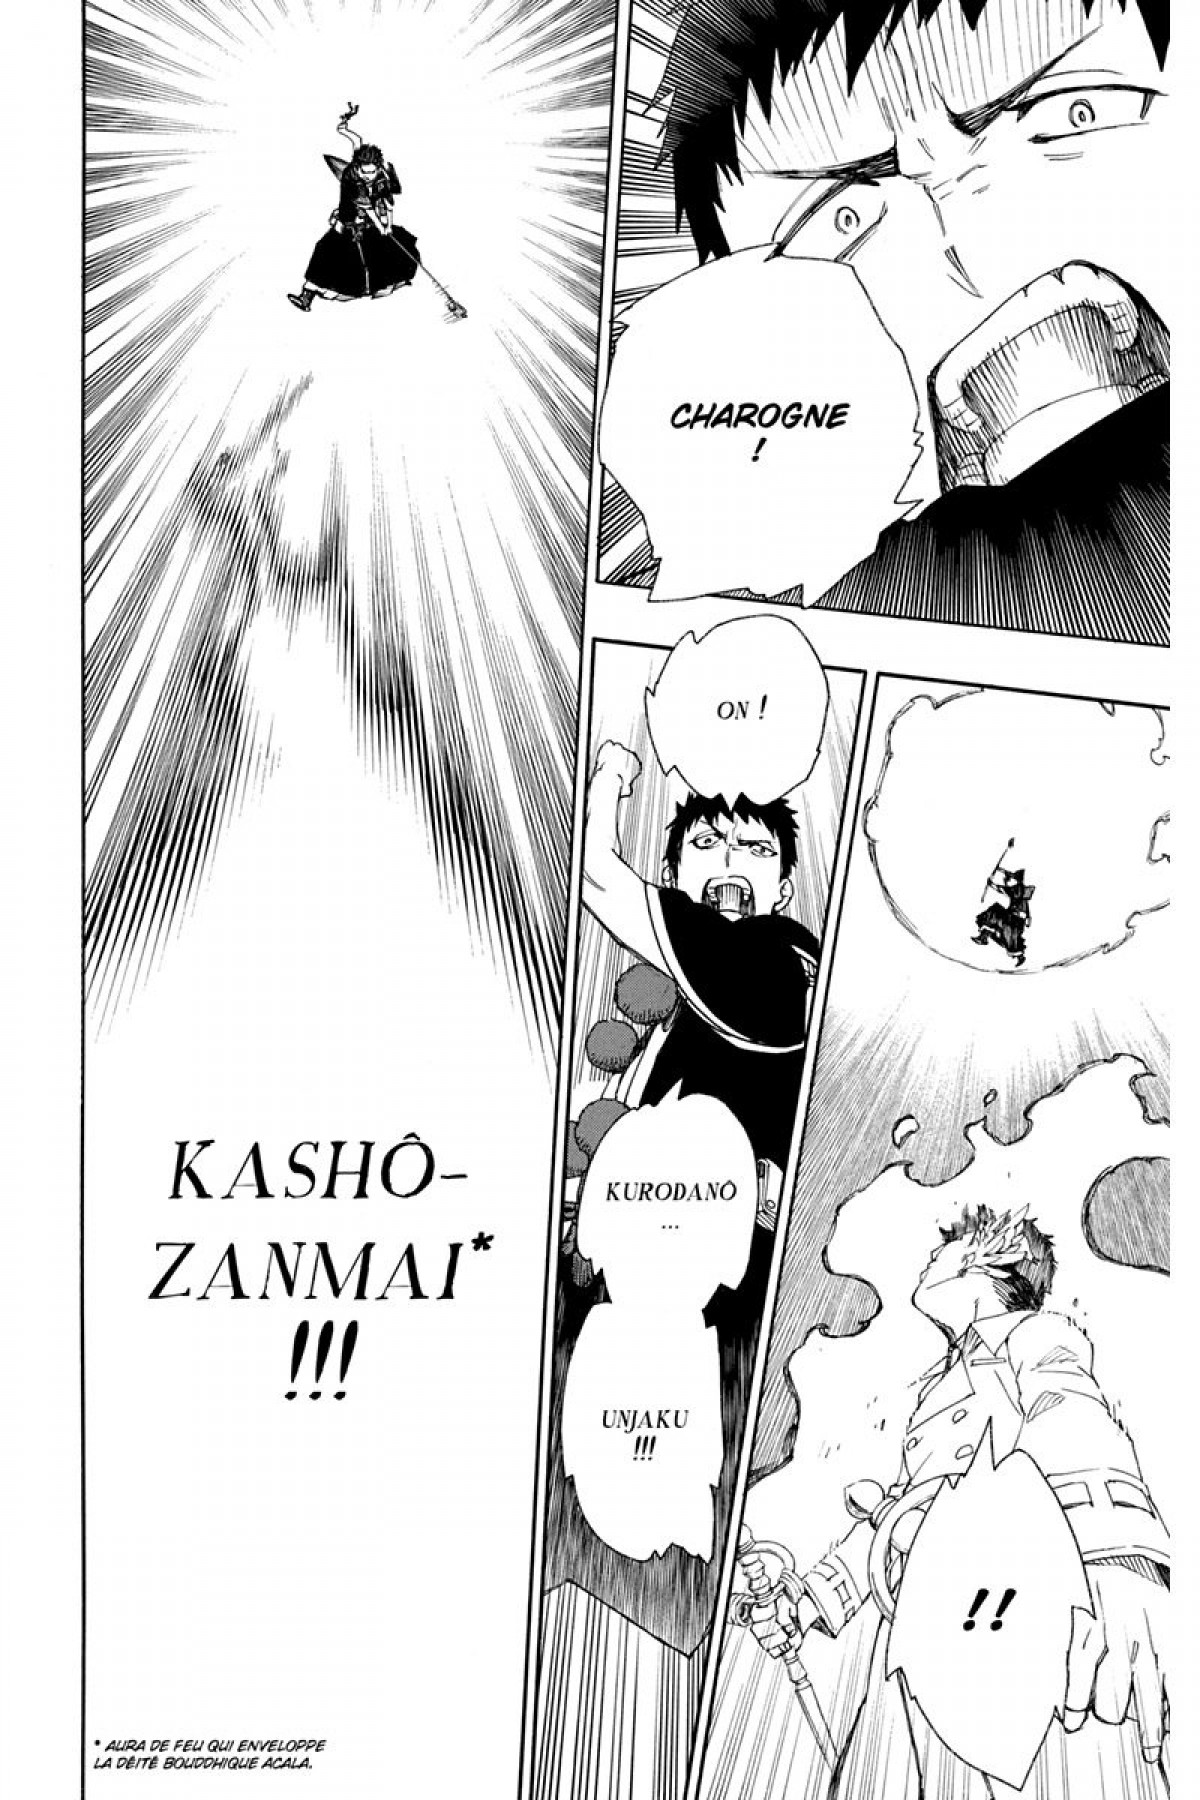 CHAROGNE
!
!!
ON !
KURODANÔ
...
UNJAKU
!!!
KASHÔ-
ZANMAI*
!!!
* AURA DE FEU QUI ENVELOPPE
LA DÉITÉ BOUDDHIQUE ACALA.